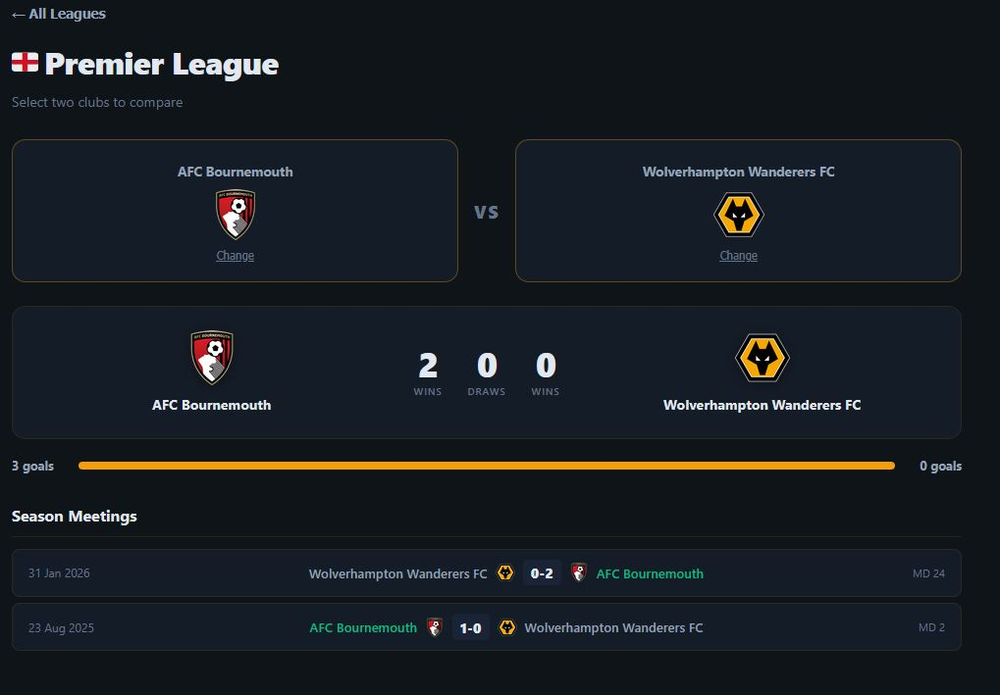 ← All Leagues
Premier League
Select two clubs to compare
AFC Bournemouth
Change
VS
Wolverhampton Wanderers FC
Change
AFC Bournemouth
2 0 0
WINS DRAWS WINS
Wolverhampton Wanderers FC
3 goals 0 goals
Season Meetings
31 Jan 2026 Wolverhampton Wanderers FC 0-2 AFC Bournemouth MD 24
23 Aug 2025 AFC Bournemouth 1-0 Wolverhampton Wanderers FC MD 2